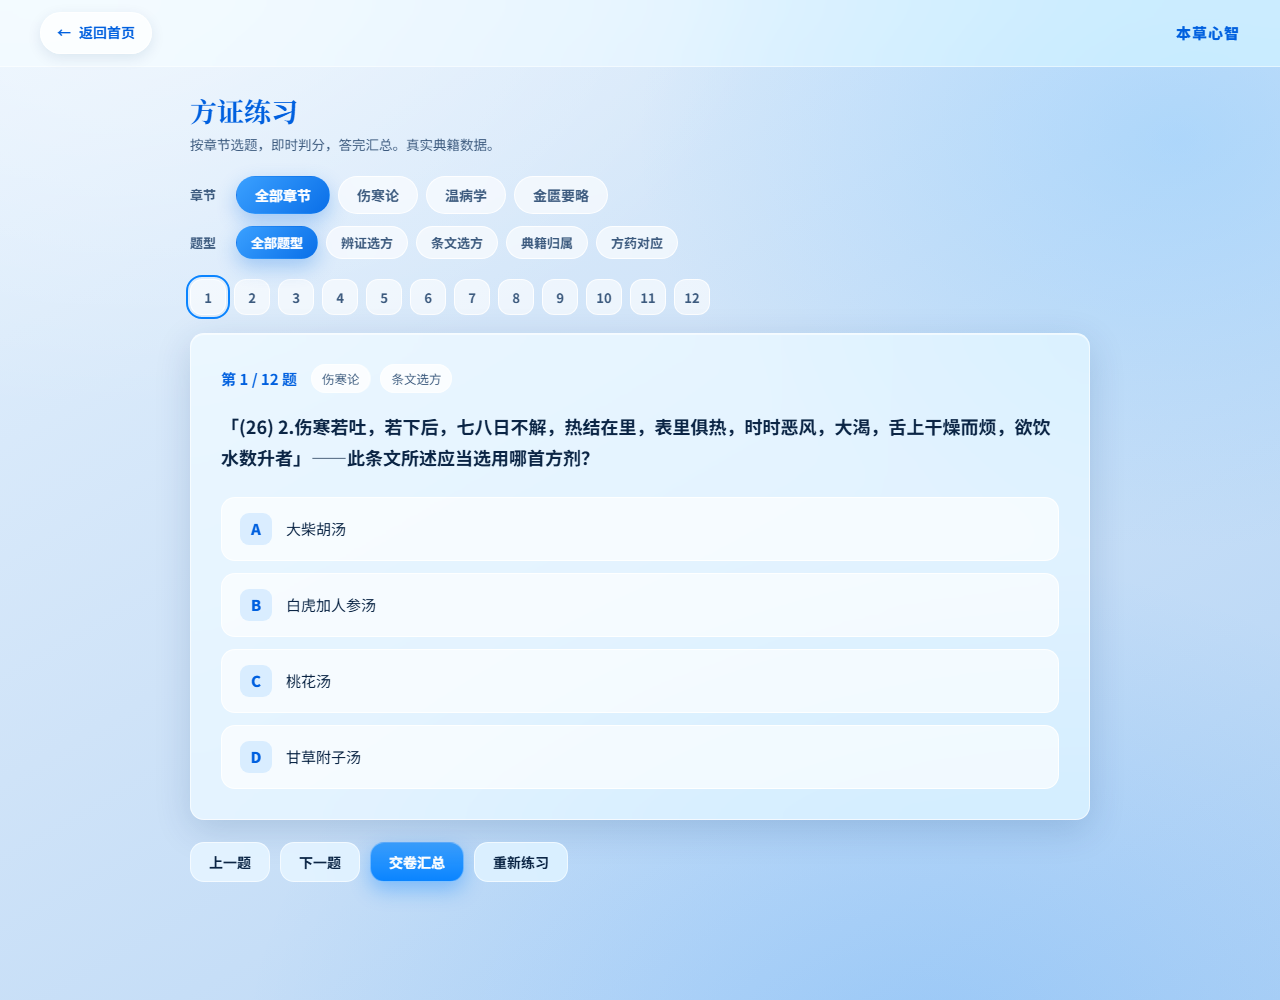 ← 返回首页
本草心智
方证练习
按章节选题，即时判分，答完汇总。真实典籍数据。
章节 全部章节 伤寒论 温病学 金匮要略
题型 全部题型 辨证选方 条文选方 典籍归属 方药对应
1 2 3 4 5 6 7 8 9 10 11 12
第 1 / 12 题 伤寒论 条文选方
「(26) 2.伤寒若吐，若下后，七八日不解，热结在里，表里俱热，时时恶风，大渴，舌上干燥而烦，欲饮
水数升者」——此条文所述应当选用哪首方剂？
A 大柴胡汤
B 白虎加人参汤
C 桃花汤
D 甘草附子汤
上一题 下一题 交卷汇总 重新练习